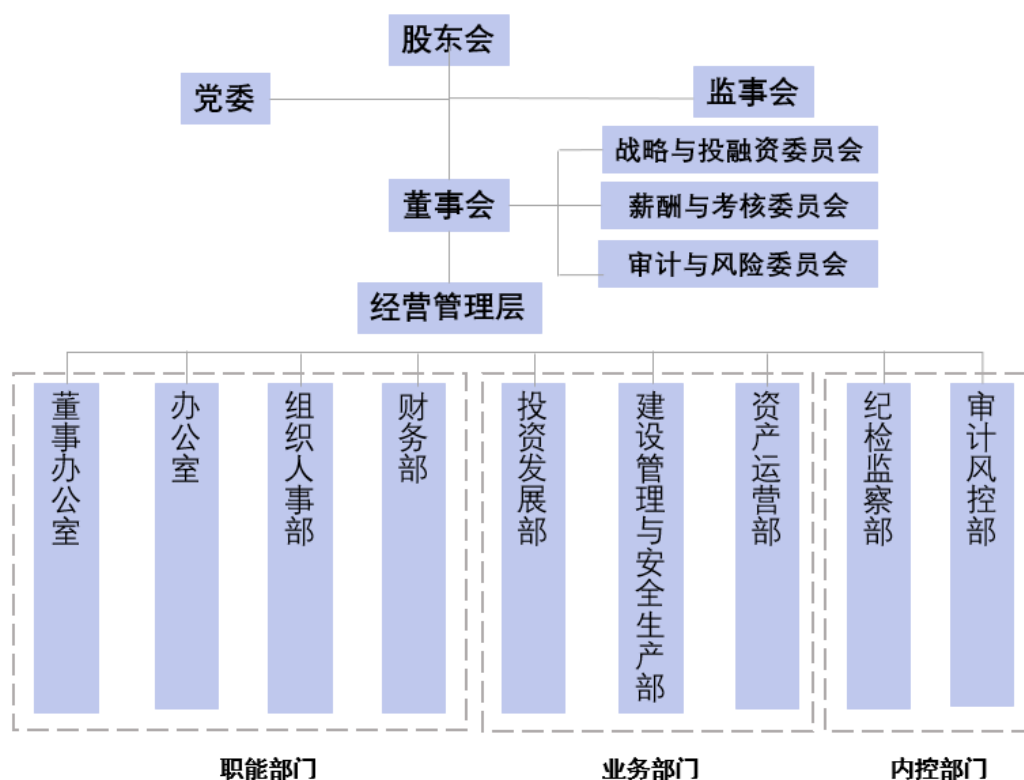 股东会
党委
监事会
战略与投融资委员会
董事会
薪酬与考核委员会
审计与风险委员会
经营管理层
董事办公室
办公室
组织人事部
财务部
投资发展部
建设管理与安全生产部
资产运营部
纪检监察部
审计风控部
职能部门
业务部门
内控部门